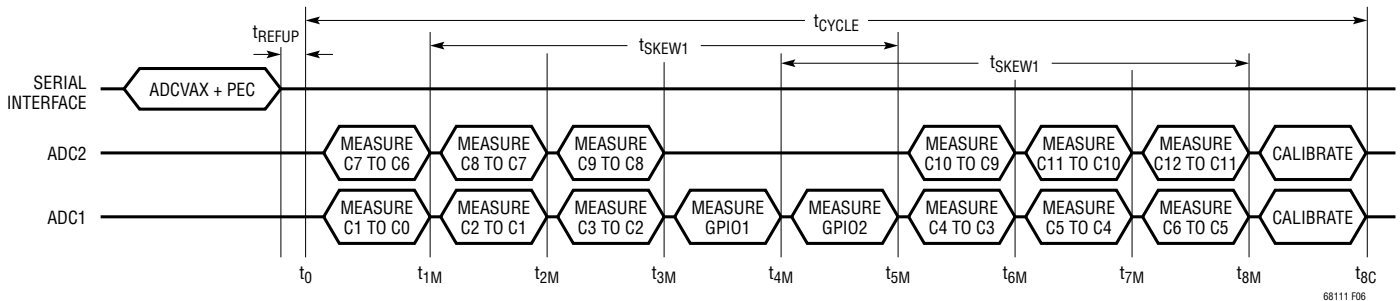 tCYCLE
tREFUP
tSKEW1
tSKEW1
SERIAL
INTERFACE
ADCVAX + PEC
ADC2
MEASURE
C7 TO C6
MEASURE
C8 TO C7
MEASURE
C9 TO C8
MEASURE
C10 TO C9
MEASURE
C11 TO C10
MEASURE
C12 TO C11
CALIBRATE
ADC1
MEASURE
C1 TO C0
MEASURE
C2 TO C1
MEASURE
C3 TO C2
MEASURE
GPIO1
MEASURE
GPIO2
MEASURE
C4 TO C3
MEASURE
C5 TO C4
MEASURE
C6 TO C5
CALIBRATE
t0
t1M
t2M
t3M
t4M
t5M
t6M
t7M
t8M
t8C
68111 F06